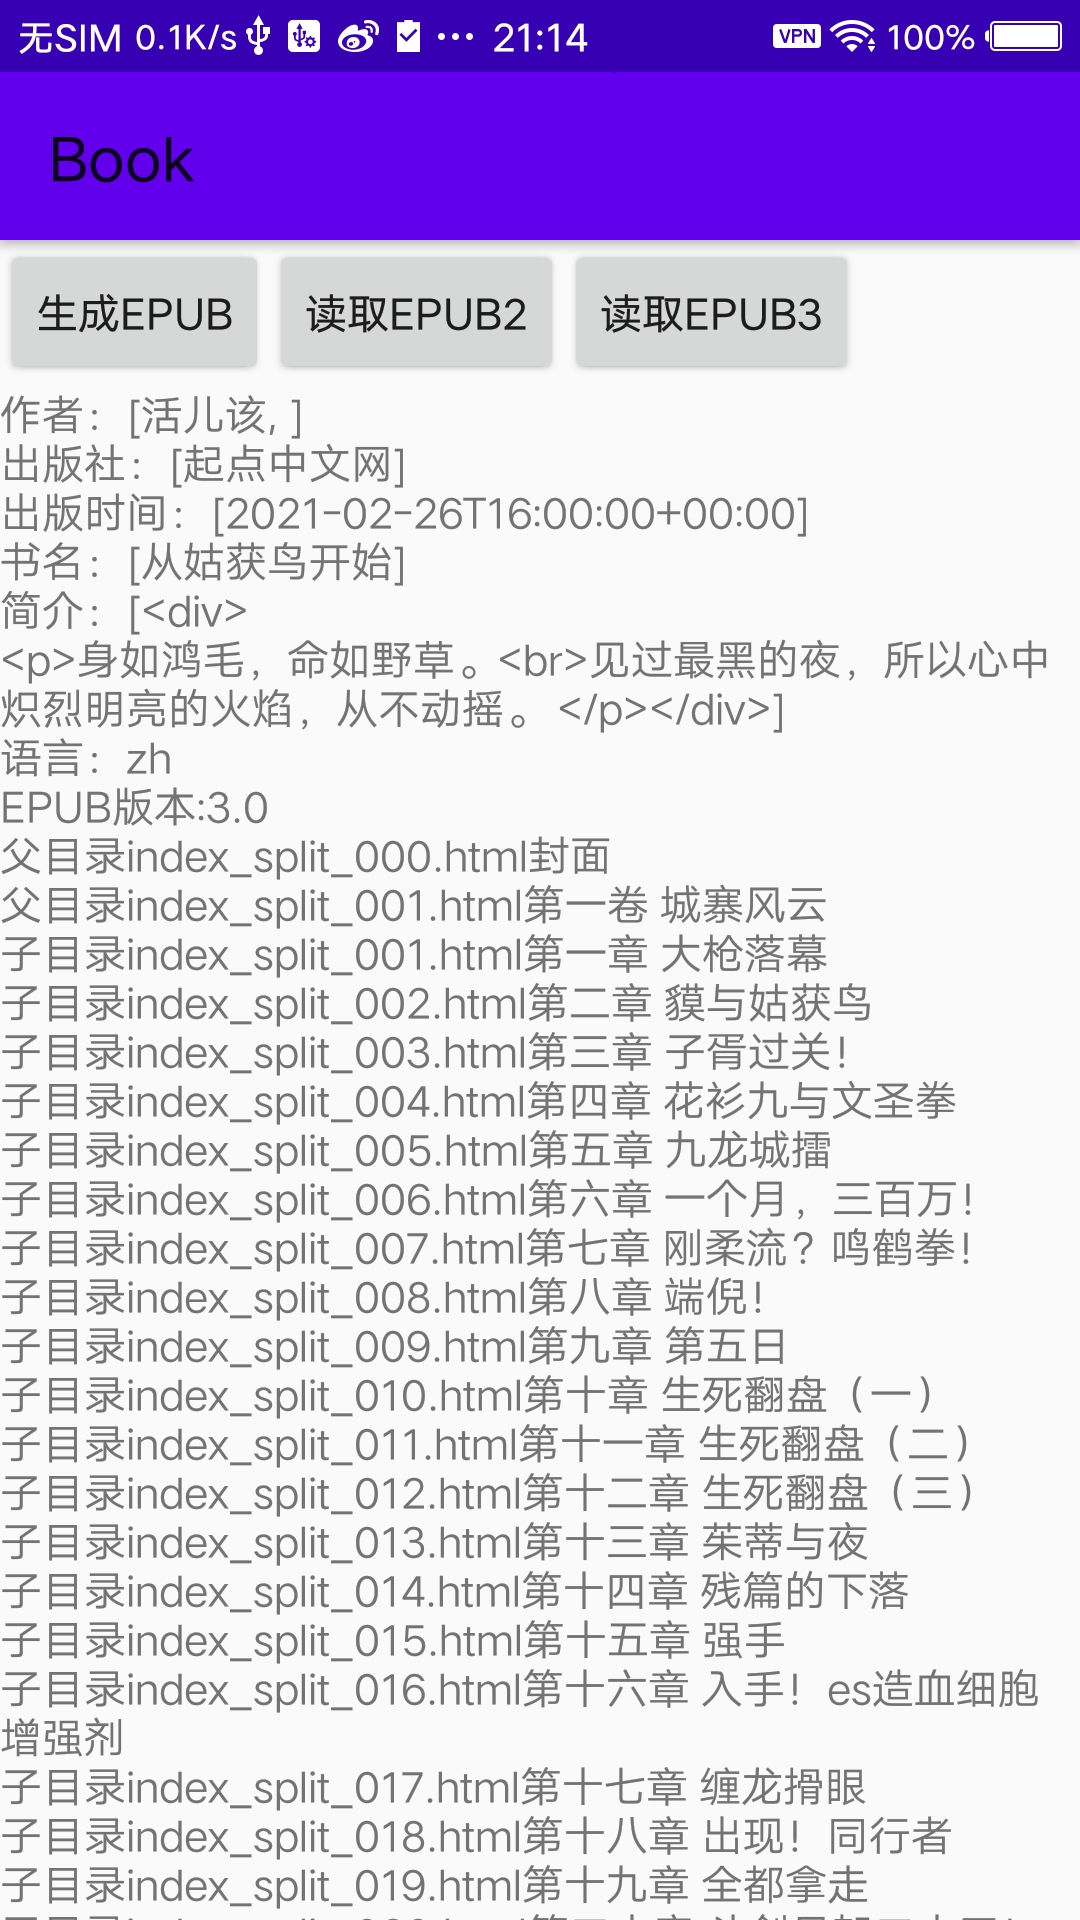 无SIM 0.1K/s ··· 21:14 VPN 100%
Book
生成EPUB 读取EPUB2 读取EPUB3
作者：[活儿该, ]
出版社：[起点中文网]
出版时间：[2021-02-26T16:00:00+00:00]
书名：[从姑获鸟开始]
简介：[<div>
<p>身如鸿毛，命如野草。<br>见过最黑的夜，所以心中
炽烈明亮的火焰，从不动摇。</p></div>]
语言：zh
EPUB版本:3.0
父目录index_split_000.html封面
父目录index_split_001.html第一卷 城寨风云
子目录index_split_001.html第一章 大枪落幕
子目录index_split_002.html第二章 貘与姑获鸟
子目录index_split_003.html第三章 子胥过关！
子目录index_split_004.html第四章 花衫九与文圣拳
子目录index_split_005.html第五章 九龙城擂
子目录index_split_006.html第六章 一个月，三百万！
子目录index_split_007.html第七章 刚柔流？鸣鹤拳！
子目录index_split_008.html第八章 端倪！
子目录index_split_009.html第九章 第五日
子目录index_split_010.html第十章 生死翻盘（一）
子目录index_split_011.html第十一章 生死翻盘（二）
子目录index_split_012.html第十二章 生死翻盘（三）
子目录index_split_013.html第十三章 茱蒂与夜
子目录index_split_014.html第十四章 残篇的下落
子目录index_split_015.html第十五章 强手
子目录index_split_016.html第十六章 入手！es造血细胞
增强剂
子目录index_split_017.html第十七章 缠龙搰眼
子目录index_split_018.html第十八章 出现！同行者
子目录index_split_019.html第十九章 全都拿走